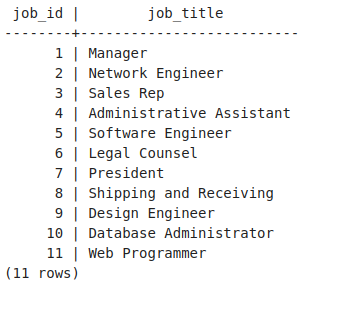 job_id |        job_title
--------+--------------------------
      1 | Manager
      2 | Network Engineer
      3 | Sales Rep
      4 | Administrative Assistant
      5 | Software Engineer
      6 | Legal Counsel
      7 | President
      8 | Shipping and Receiving
      9 | Design Engineer
     10 | Database Administrator
     11 | Web Programmer
(11 rows)